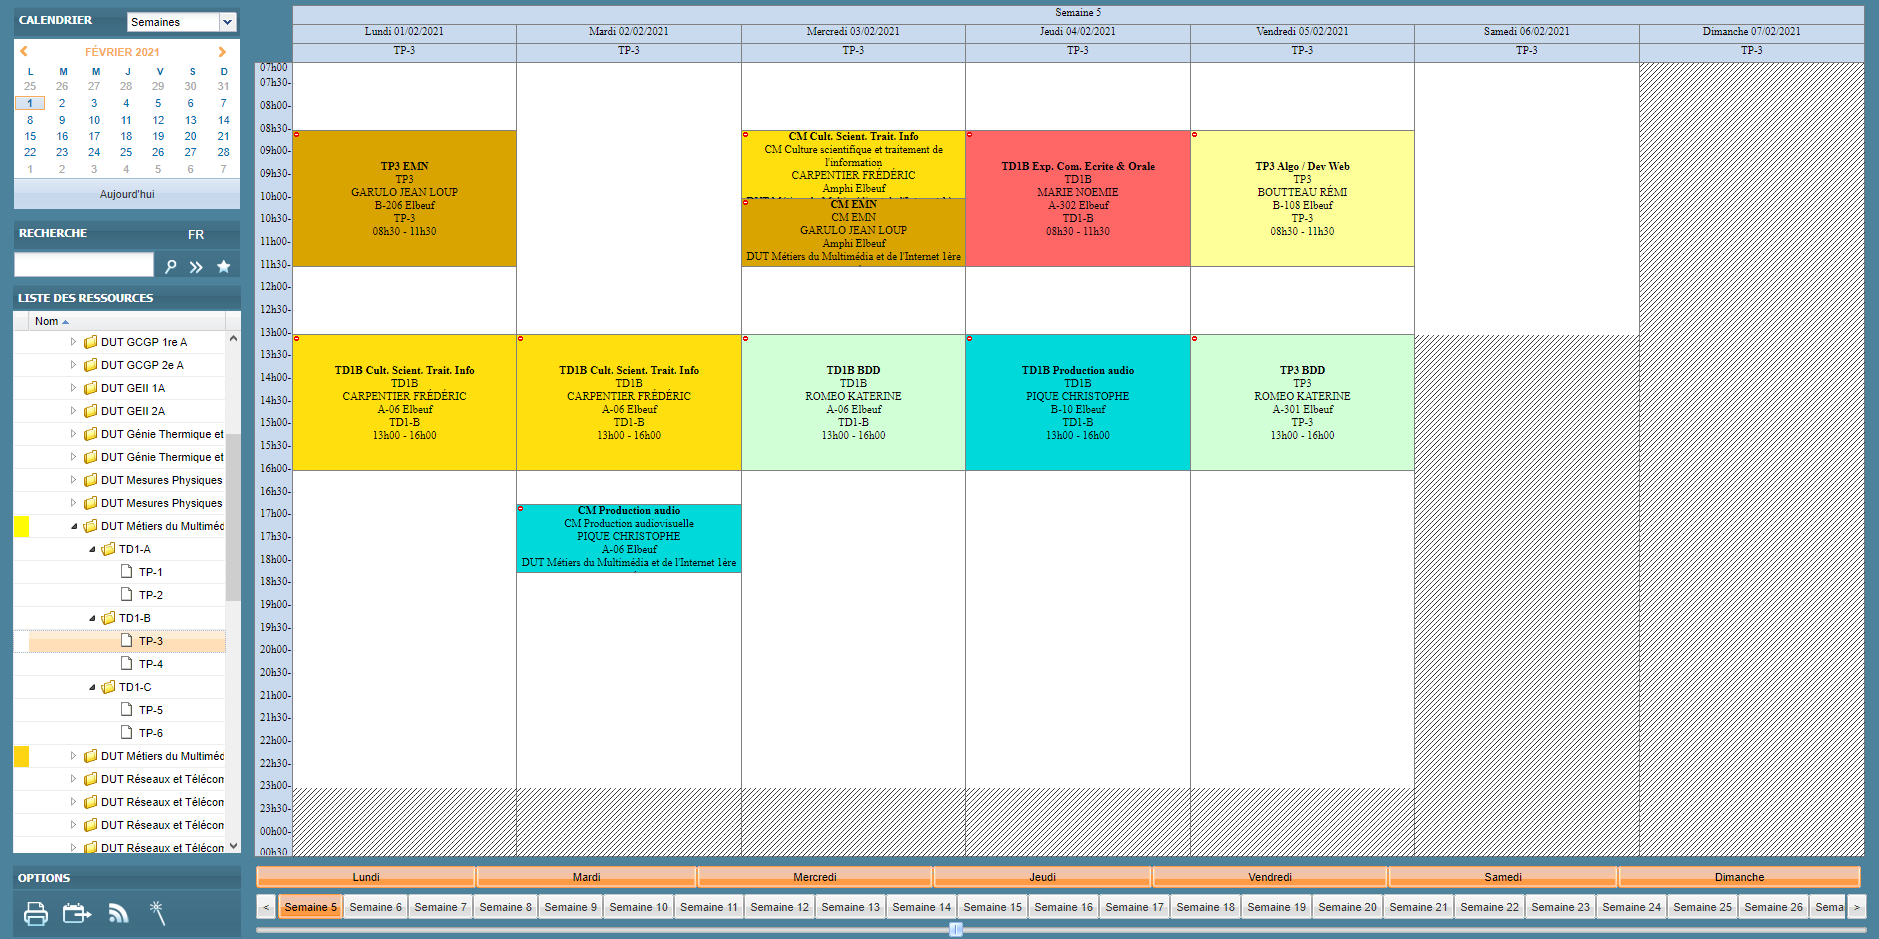 CALENDRIER
Semaines
FÉVRIER 2021
L M M J V S D
25 26 27 28 29 30 31
1 2 3 4 5 6 7
8 9 10 11 12 13 14
15 16 17 18 19 20 21
22 23 24 25 26 27 28
1 2 3 4 5 6 7
Aujourd'hui
RECHERCHE FR
LISTE DES RESSOURCES
Nom
DUT GCGP 1re A
DUT GCGP 2e A
DUT GEII 1A
DUT GEII 2A
DUT Génie Thermique et
DUT Génie Thermique et
DUT Mesures Physiques
DUT Mesures Physiques
DUT Métiers du Multiméd
TD1-A
TP-1
TP-2
TD1-B
TP-3
TP-4
TD1-C
TP-5
TP-6
DUT Métiers du Multiméd
DUT Réseaux et Télécom
DUT Réseaux et Télécom
DUT Réseaux et Télécom
DUT Réseaux et Télécom
OPTIONS
Semaine 5
Lundi 01/02/2021 Mardi 02/02/2021 Mercredi 03/02/2021 Jeudi 04/02/2021 Vendredi 05/02/2021 Samedi 06/02/2021 Dimanche 07/02/2021
TP-3 TP-3 TP-3 TP-3 TP-3 TP-3 TP-3
07h00
07h30-
08h00-
08h30-
09h00-
09h30-
10h00-
10h30-
11h00-
11h30-
12h00-
12h30-
13h00-
13h30-
14h00-
14h30-
15h00-
15h30-
16h00-
16h30-
17h00-
17h30-
18h00-
18h30-
19h00-
19h30-
20h00-
20h30-
21h00-
21h30-
22h00-
22h30-
23h00-
23h30-
00h00-
00h30
TP3 EMN
TP3
GARULO JEAN LOUP
B-206 Elbeuf
TP-3
08h30 - 11h30
CM Cult. Scient. Trait. Info
CM Culture scientifique et traitement de
l'information
CARPENTIER FRÉDÉRIC
Amphi Elbeuf
DUT Métiers du Multimédia et de l'Internet 1ère
CM EMN
CM EMN
GARULO JEAN LOUP
Amphi Elbeuf
DUT Métiers du Multimédia et de l'Internet 1ère
TD1B Exp. Com. Ecrite & Orale
TD1B
MARIE NOEMIE
A-302 Elbeuf
TD1-B
08h30 - 11h30
TP3 Algo / Dev Web
TP3
BOUTTEAU RÉMI
B-108 Elbeuf
TP-3
08h30 - 11h30
TD1B Cult. Scient. Trait. Info
TD1B
CARPENTIER FRÉDÉRIC
A-06 Elbeuf
TD1-B
13h00 - 16h00
TD1B Cult. Scient. Trait. Info
TD1B
CARPENTIER FRÉDÉRIC
A-06 Elbeuf
TD1-B
13h00 - 16h00
TD1B BDD
TD1B
ROMEO KATERINE
A-06 Elbeuf
TD1-B
13h00 - 16h00
TD1B Production audio
TD1B
PIQUE CHRISTOPHE
B-10 Elbeuf
TD1-B
13h00 - 16h00
TP3 BDD
TP3
ROMEO KATERINE
A-301 Elbeuf
TP-3
13h00 - 16h00
CM Production audio
CM Production audiovisuelle
PIQUE CHRISTOPHE
A-06 Elbeuf
DUT Métiers du Multimédia et de l'Internet 1ère
Lundi Mardi Mercredi Jeudi Vendredi Samedi Dimanche
< Semaine 5 Semaine 6 Semaine 7 Semaine 8 Semaine 9 Semaine 10 Semaine 11 Semaine 12 Semaine 13 Semaine 14 Semaine 15 Semaine 16 Semaine 17 Semaine 18 Semaine 19 Semaine 20 Semaine 21 Semaine 22 Semaine 23 Semaine 24 Semaine 25 Semaine 26 Sema >